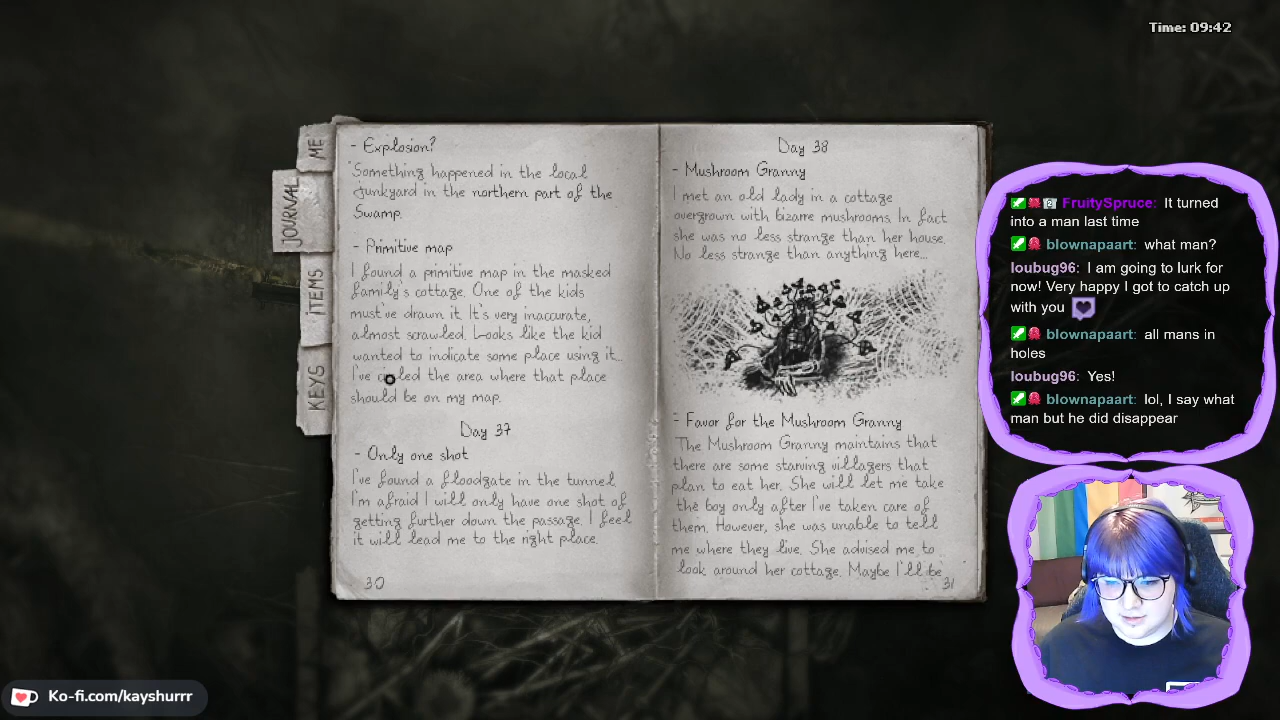 Time: 09:42
ME
JOURNAL
ITEMS
KEYS
- Explosion?
Something happened in the local
junkyard in the northern part of the
Swamp.
- Primitive map
I found a primitive map in the masked
family's cottage. One of the kids
must've drawn it. It's very inaccurate,
almost scrawled. Looks like the kid
wanted to indicate some place using it...
I've led the area where that place
should be on my map.
Day 37
- Only one shot
I've found a floodgate in the tunnel.
I'm afraid I will only have one shot of
getting further down the passage. I feel
it will lead me to the right place.
30
Day 38
- Mushroom Granny
I met an old lady in a cottage
overgrown with bizarre mushrooms. In fact
she was no less strange than her house.
No less strange than anything here...
- Favor for the Mushroom Granny
The Mushroom Granny maintains that
there are some starving villagers that
plan to eat her. She will let me take
the boy only after I've taken care of
them. However, she was unable to tell
me where they live. She advised me to
look around her cottage. Maybe I'll be
31
FruitySpruce: It turned
into a man last time
blownapaart: what man?
loubug96: I am going to lurk for
now! Very happy I got to catch up
with you
blownapaart: all mans in
holes
loubug96: Yes!
blownapaart: lol, I say what
man but he did disappear
Ko-fi.com/kayshurrr